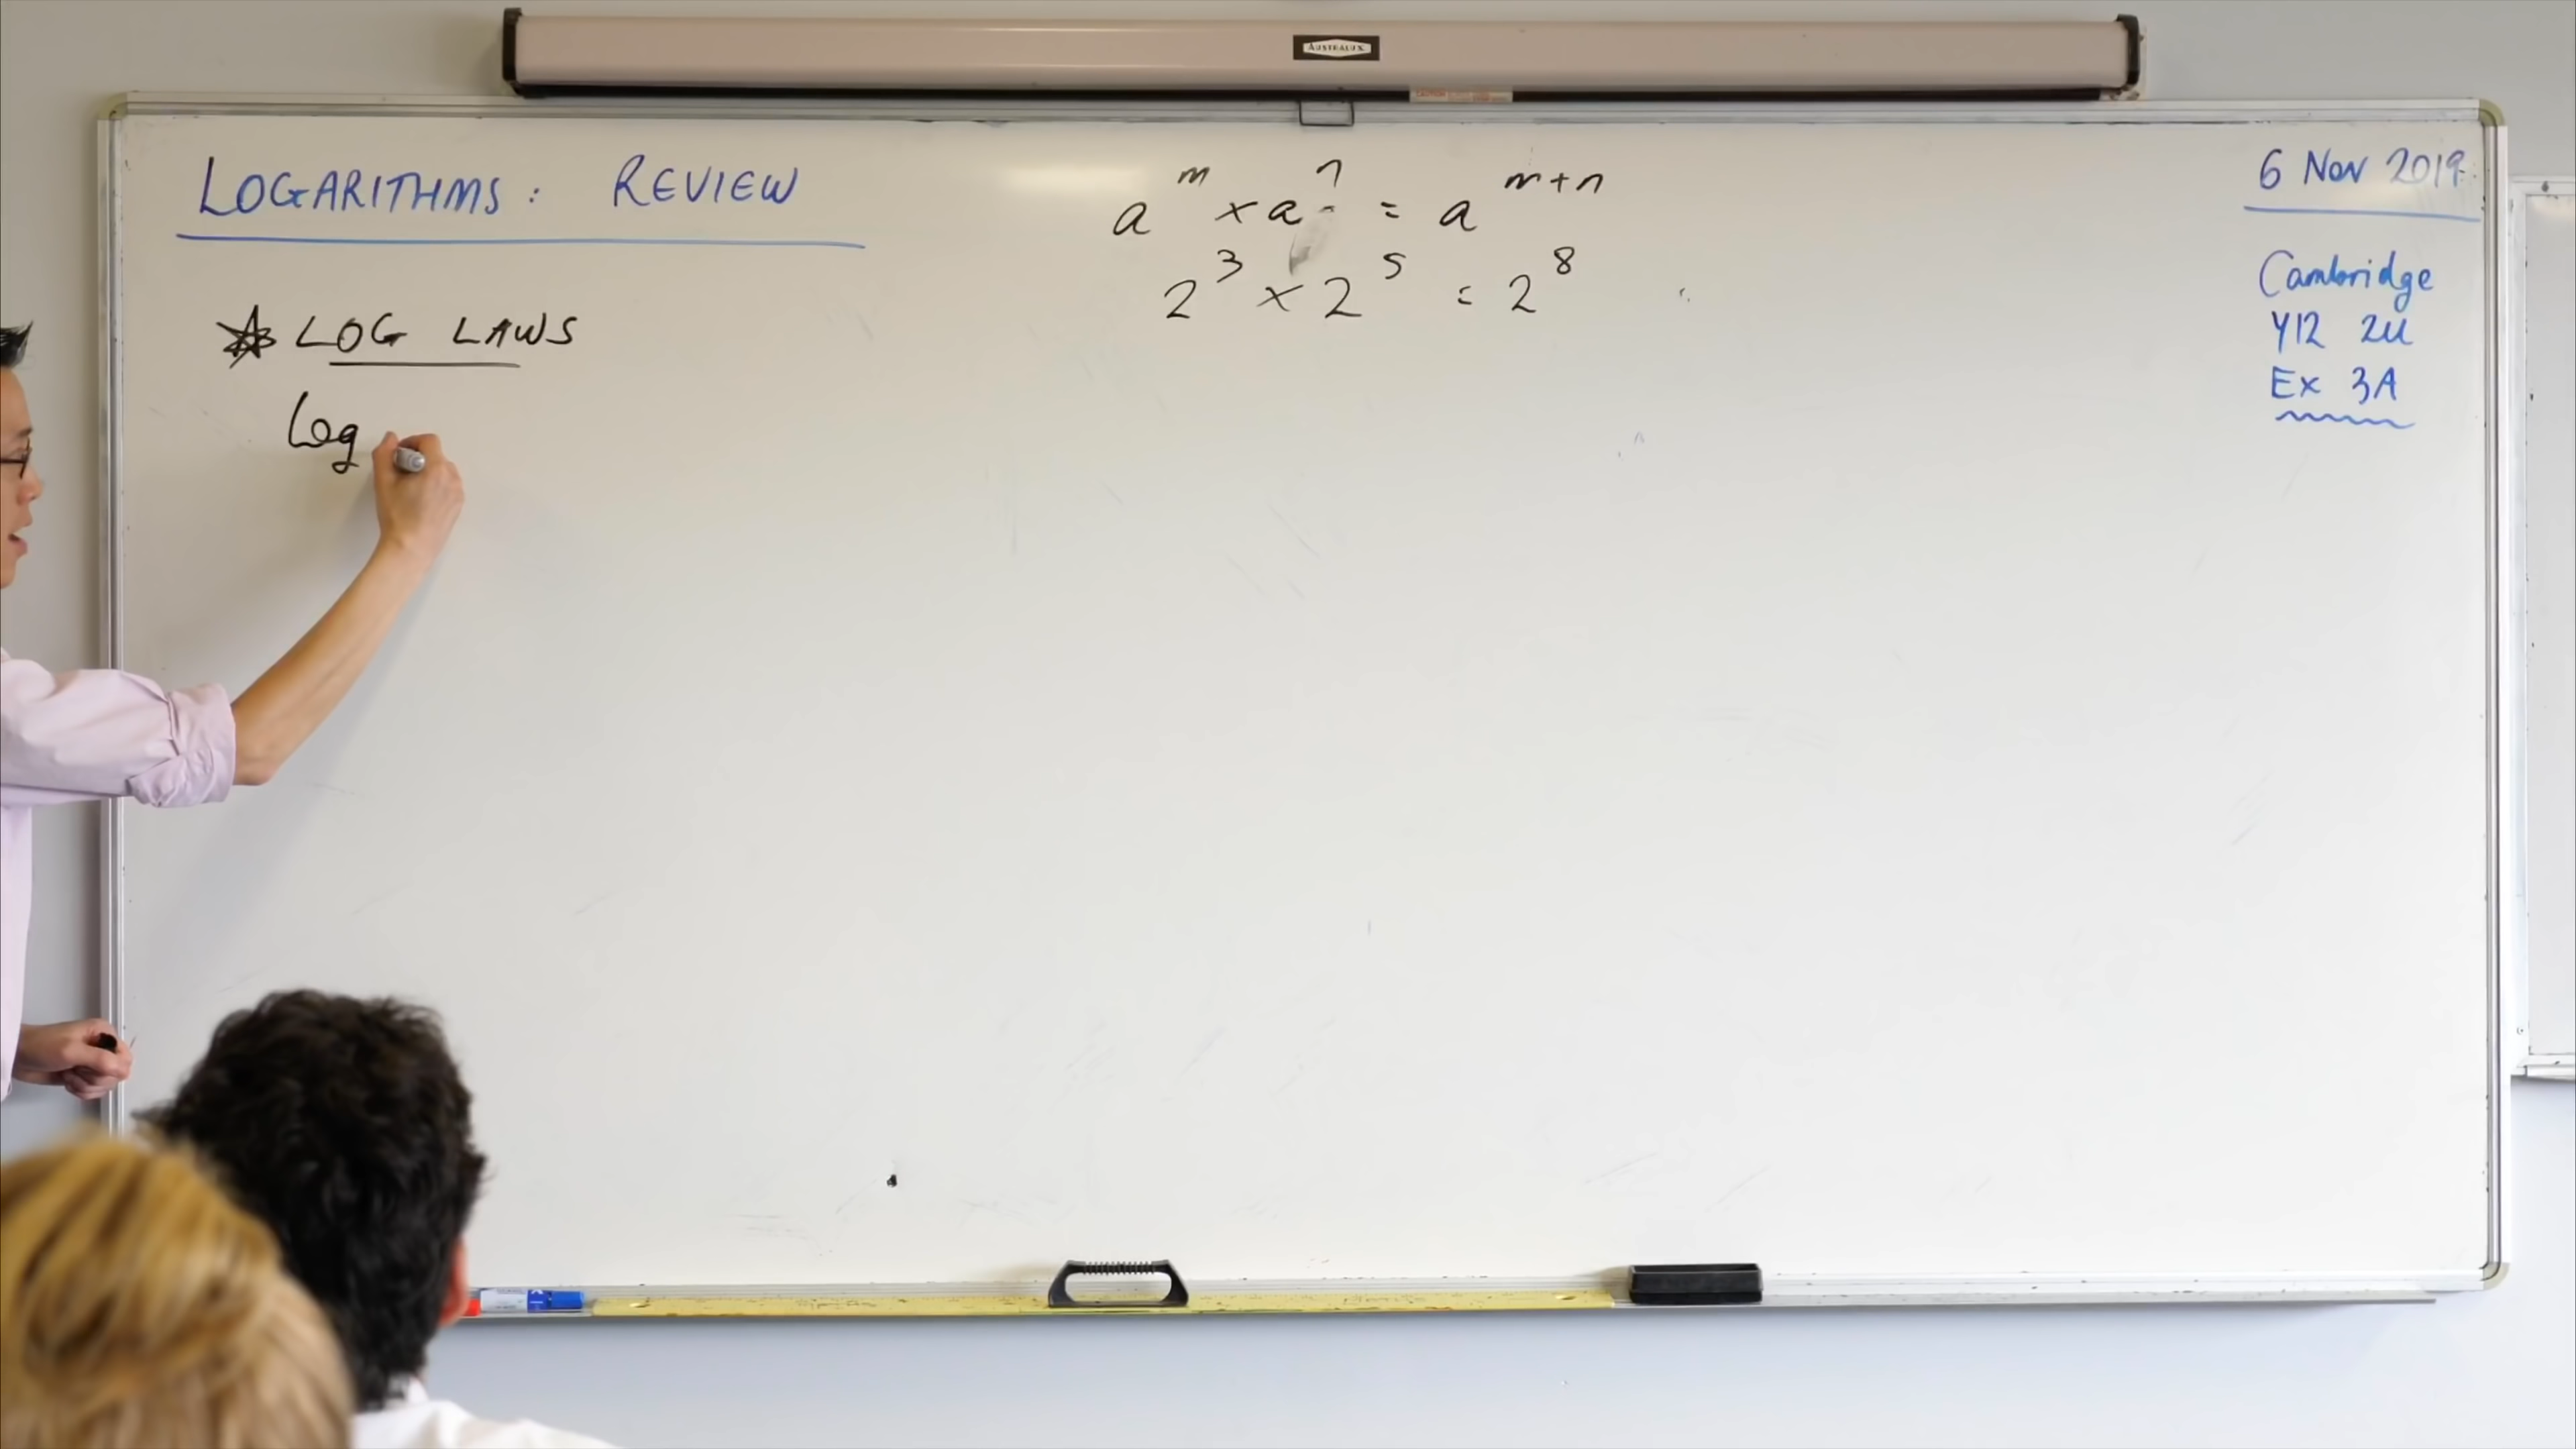 AUSTRALUX
LOGARITHMS: REVIEW
a^m × a^n = a^(m+n)
2^3 × 2^5 = 2^8
6 Nov 2019
Cambridge
Y12 2U
Ex 3A
LOG LAWS
Log